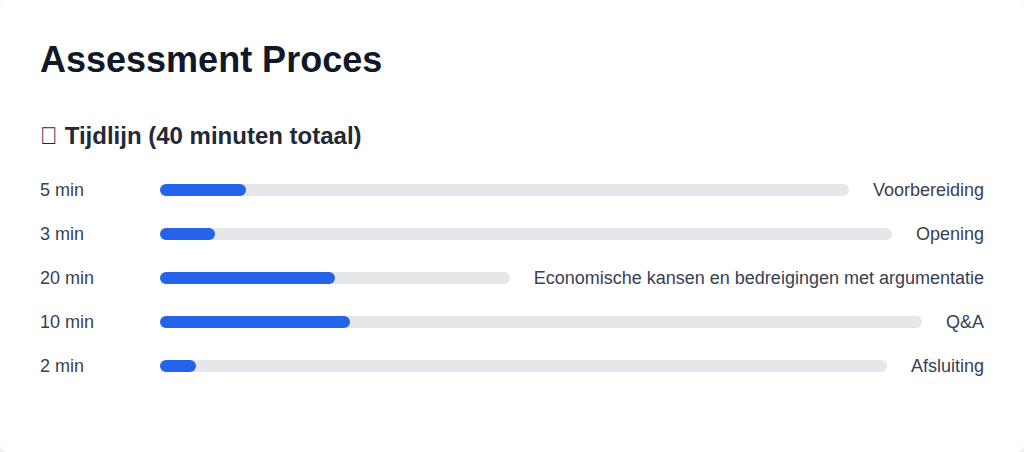 Assessment Proces
Tijdlijn (40 minuten totaal)
5 min Voorbereiding
3 min Opening
20 min Economische kansen en bedreigingen met argumentatie
10 min Q&A
2 min Afsluiting